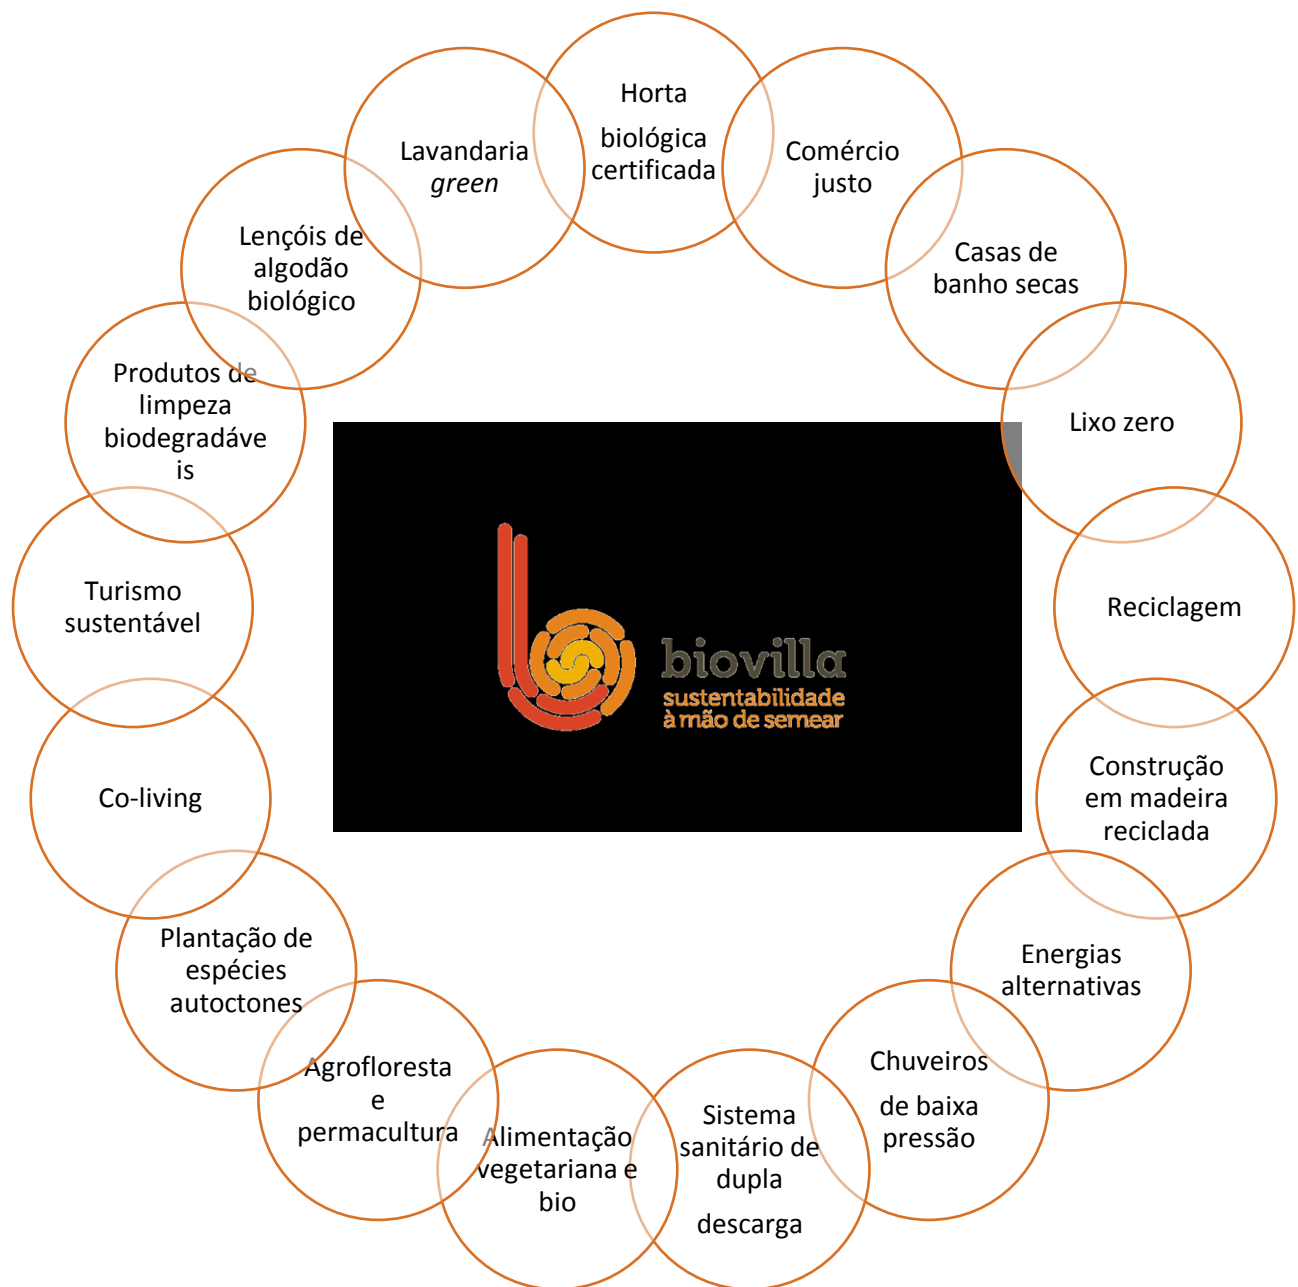 Horta
biológica
certificada
Comércio
justo
Casas de
banho secas
Lixo zero
Reciclagem
Construção
em madeira
reciclada
Energias
alternativas
Chuveiros
de baixa
pressão
Sistema
sanitário de
dupla
descarga
Alimentação
vegetariana e
bio
Agrofloresta
e
permacultura
Plantação de
espécies
autoctones
Co-living
Turismo
sustentável
Produtos de
limpeza
biodegradáve
is
Lençóis de
algodão
biológico
Lavandaria
green
biovilla
sustentabilidade
à mão de semear